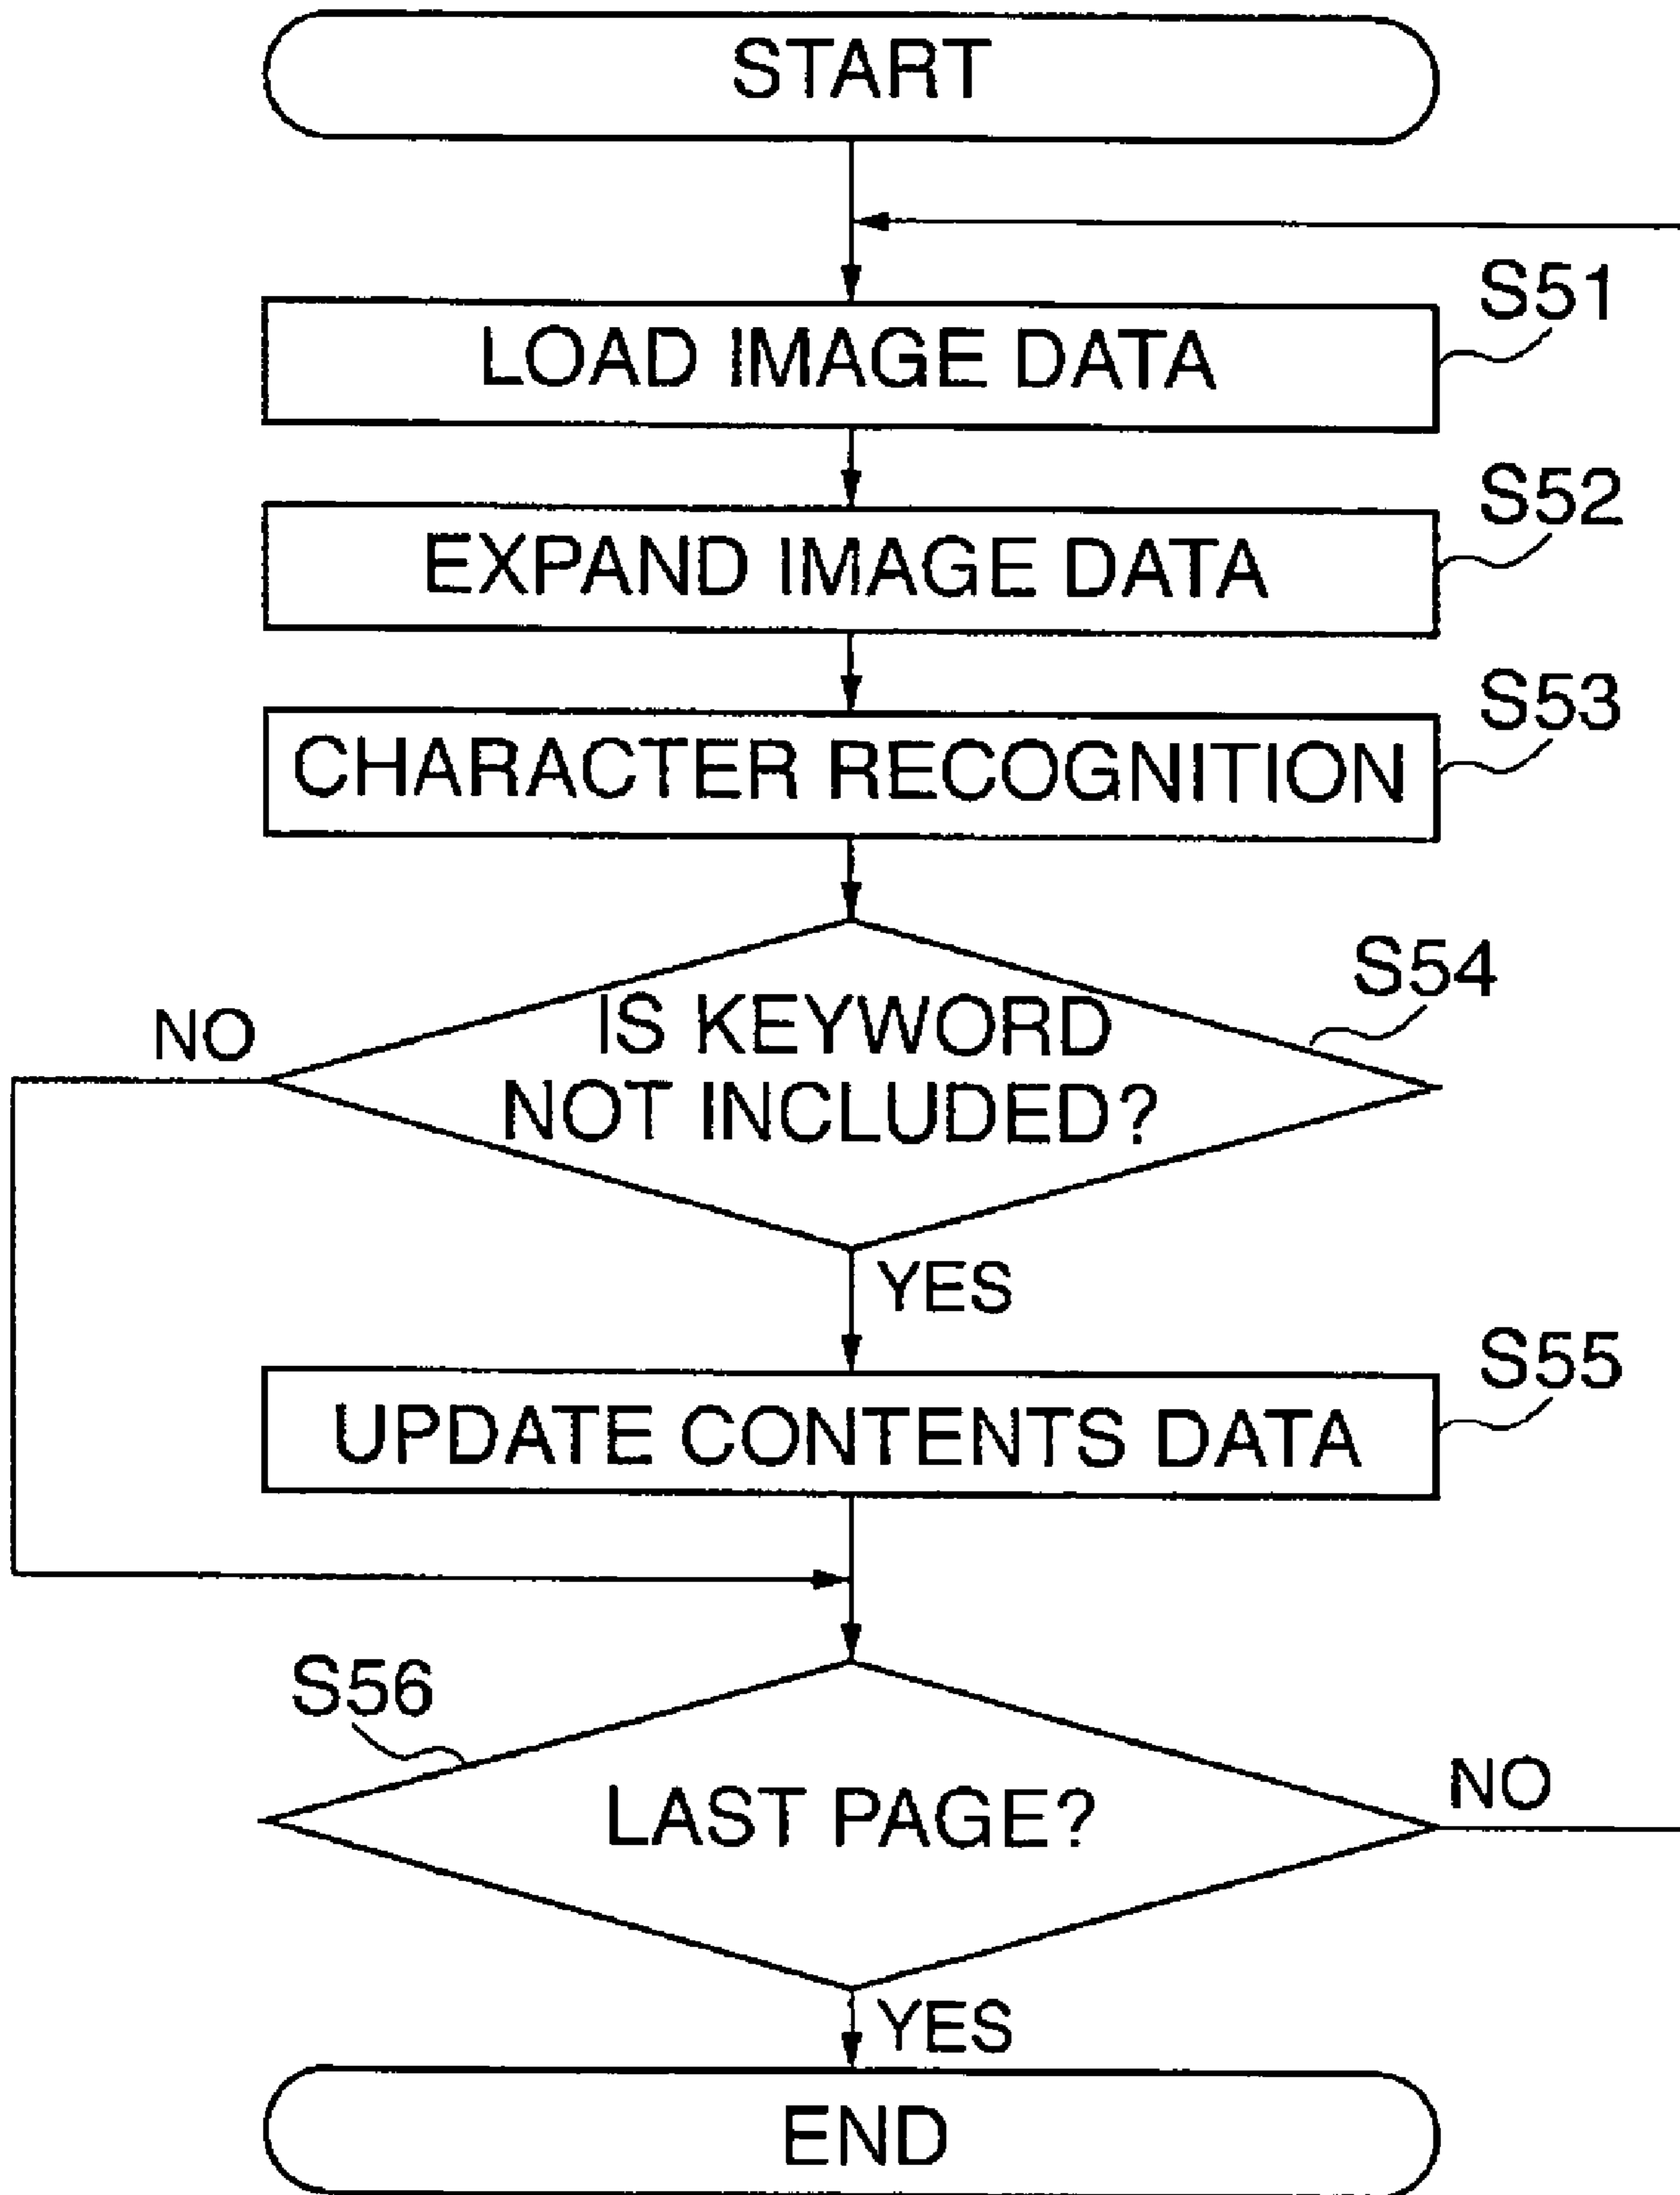 START
S51
LOAD IMAGE DATA
S52
EXPAND IMAGE DATA
S53
CHARACTER RECOGNITION
S54
NO
IS KEYWORD
NOT INCLUDED?
YES
S55
UPDATE CONTENTS DATA
S56
LAST PAGE?
NO
YES
END